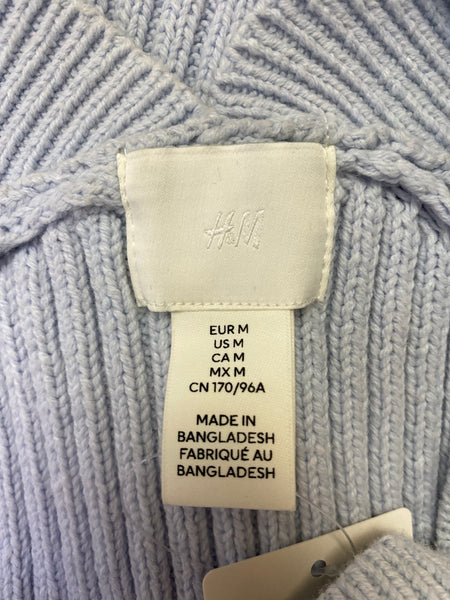 H&M
EUR M
US M
CA M
MX M
CN 170/96A
MADE IN
BANGLADESH
FABRIQUÉ AU
BANGLADESH